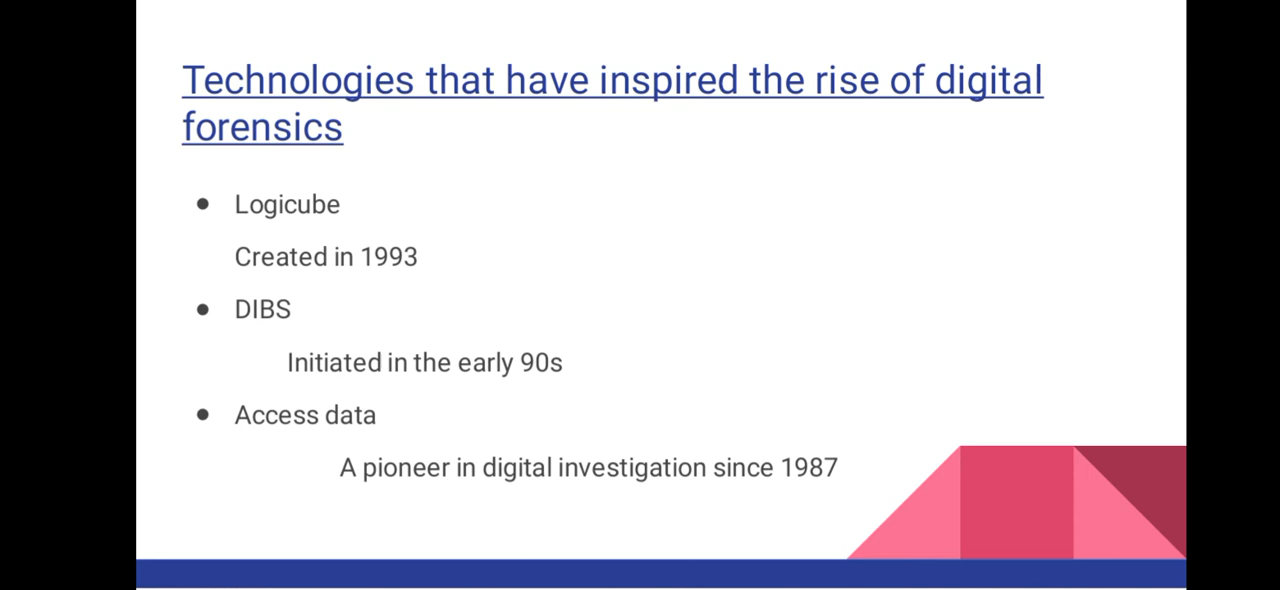 Technologies that have inspired the rise of digital
forensics
● Logicube
Created in 1993
● DIBS
Initiated in the early 90s
● Access data
A pioneer in digital investigation since 1987